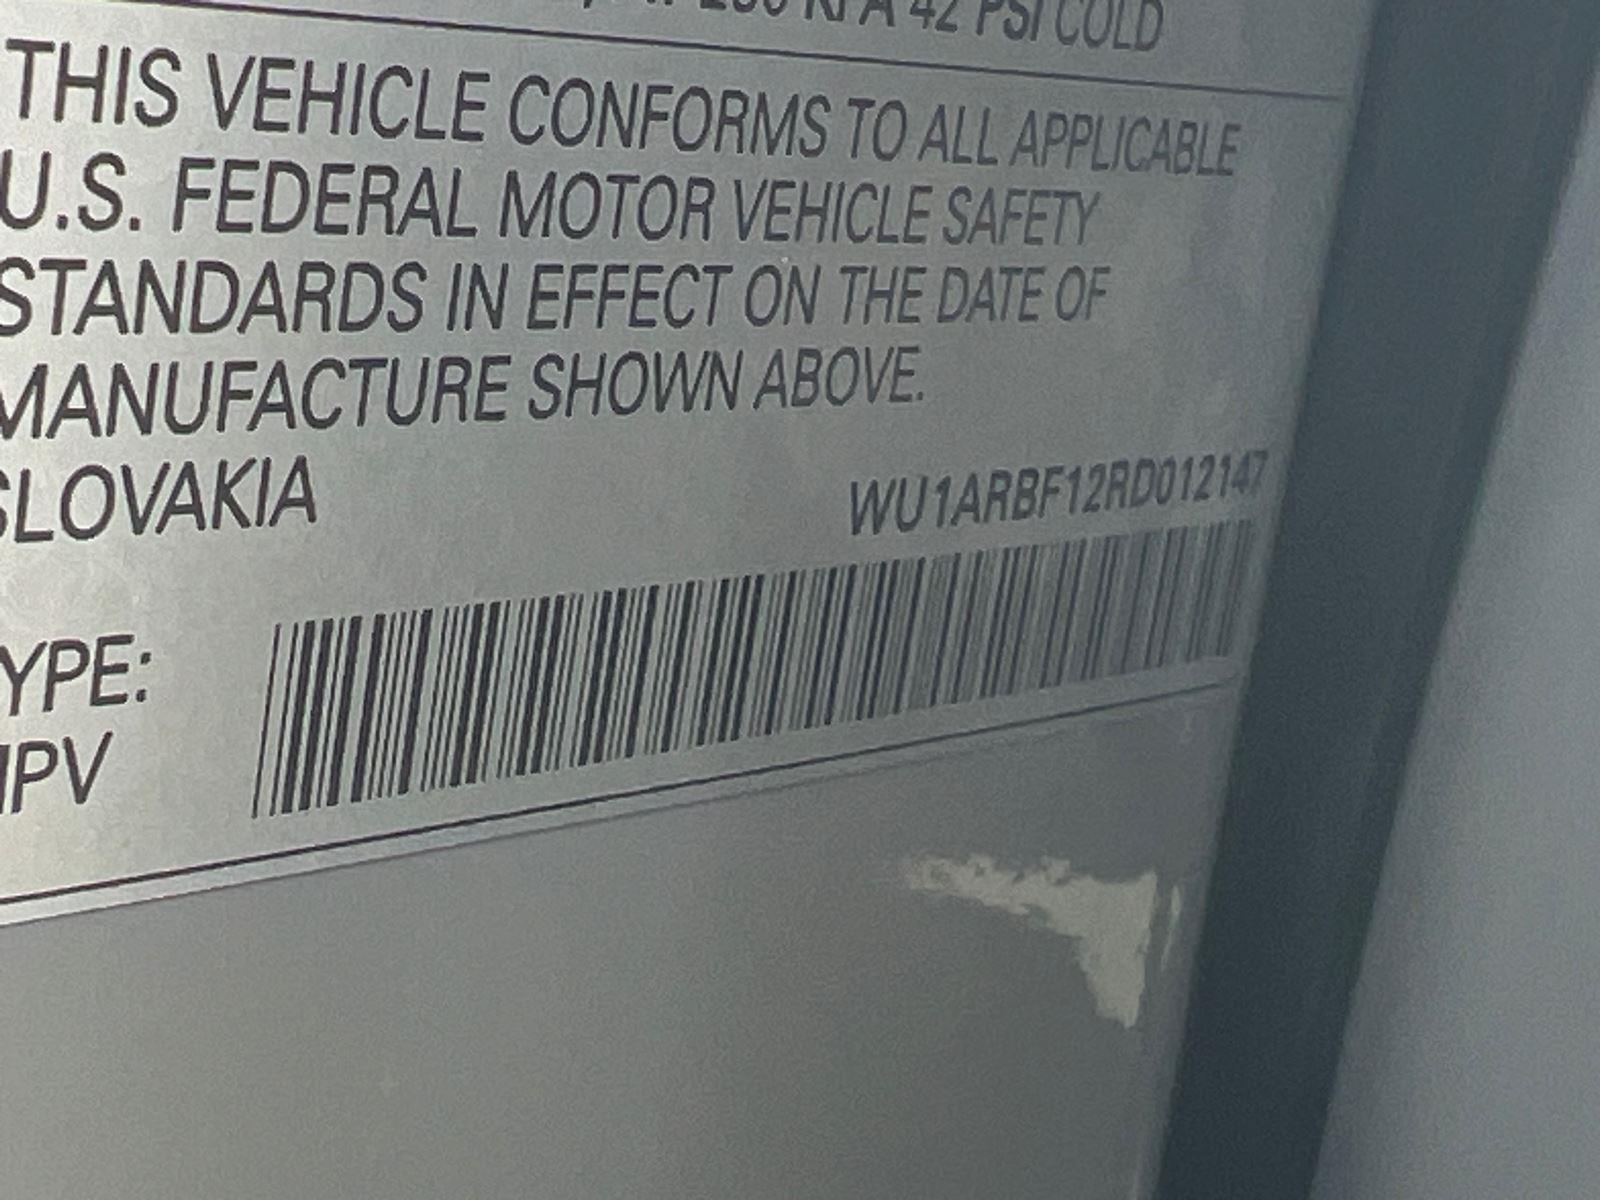 42 PSI COLD
THIS VEHICLE CONFORMS TO ALL APPLICABLE
U.S. FEDERAL MOTOR VEHICLE SAFETY
STANDARDS IN EFFECT ON THE DATE OF
MANUFACTURE SHOWN ABOVE.
SLOVAKIA
WU1ARBF12RD012147
YPE:
MPV